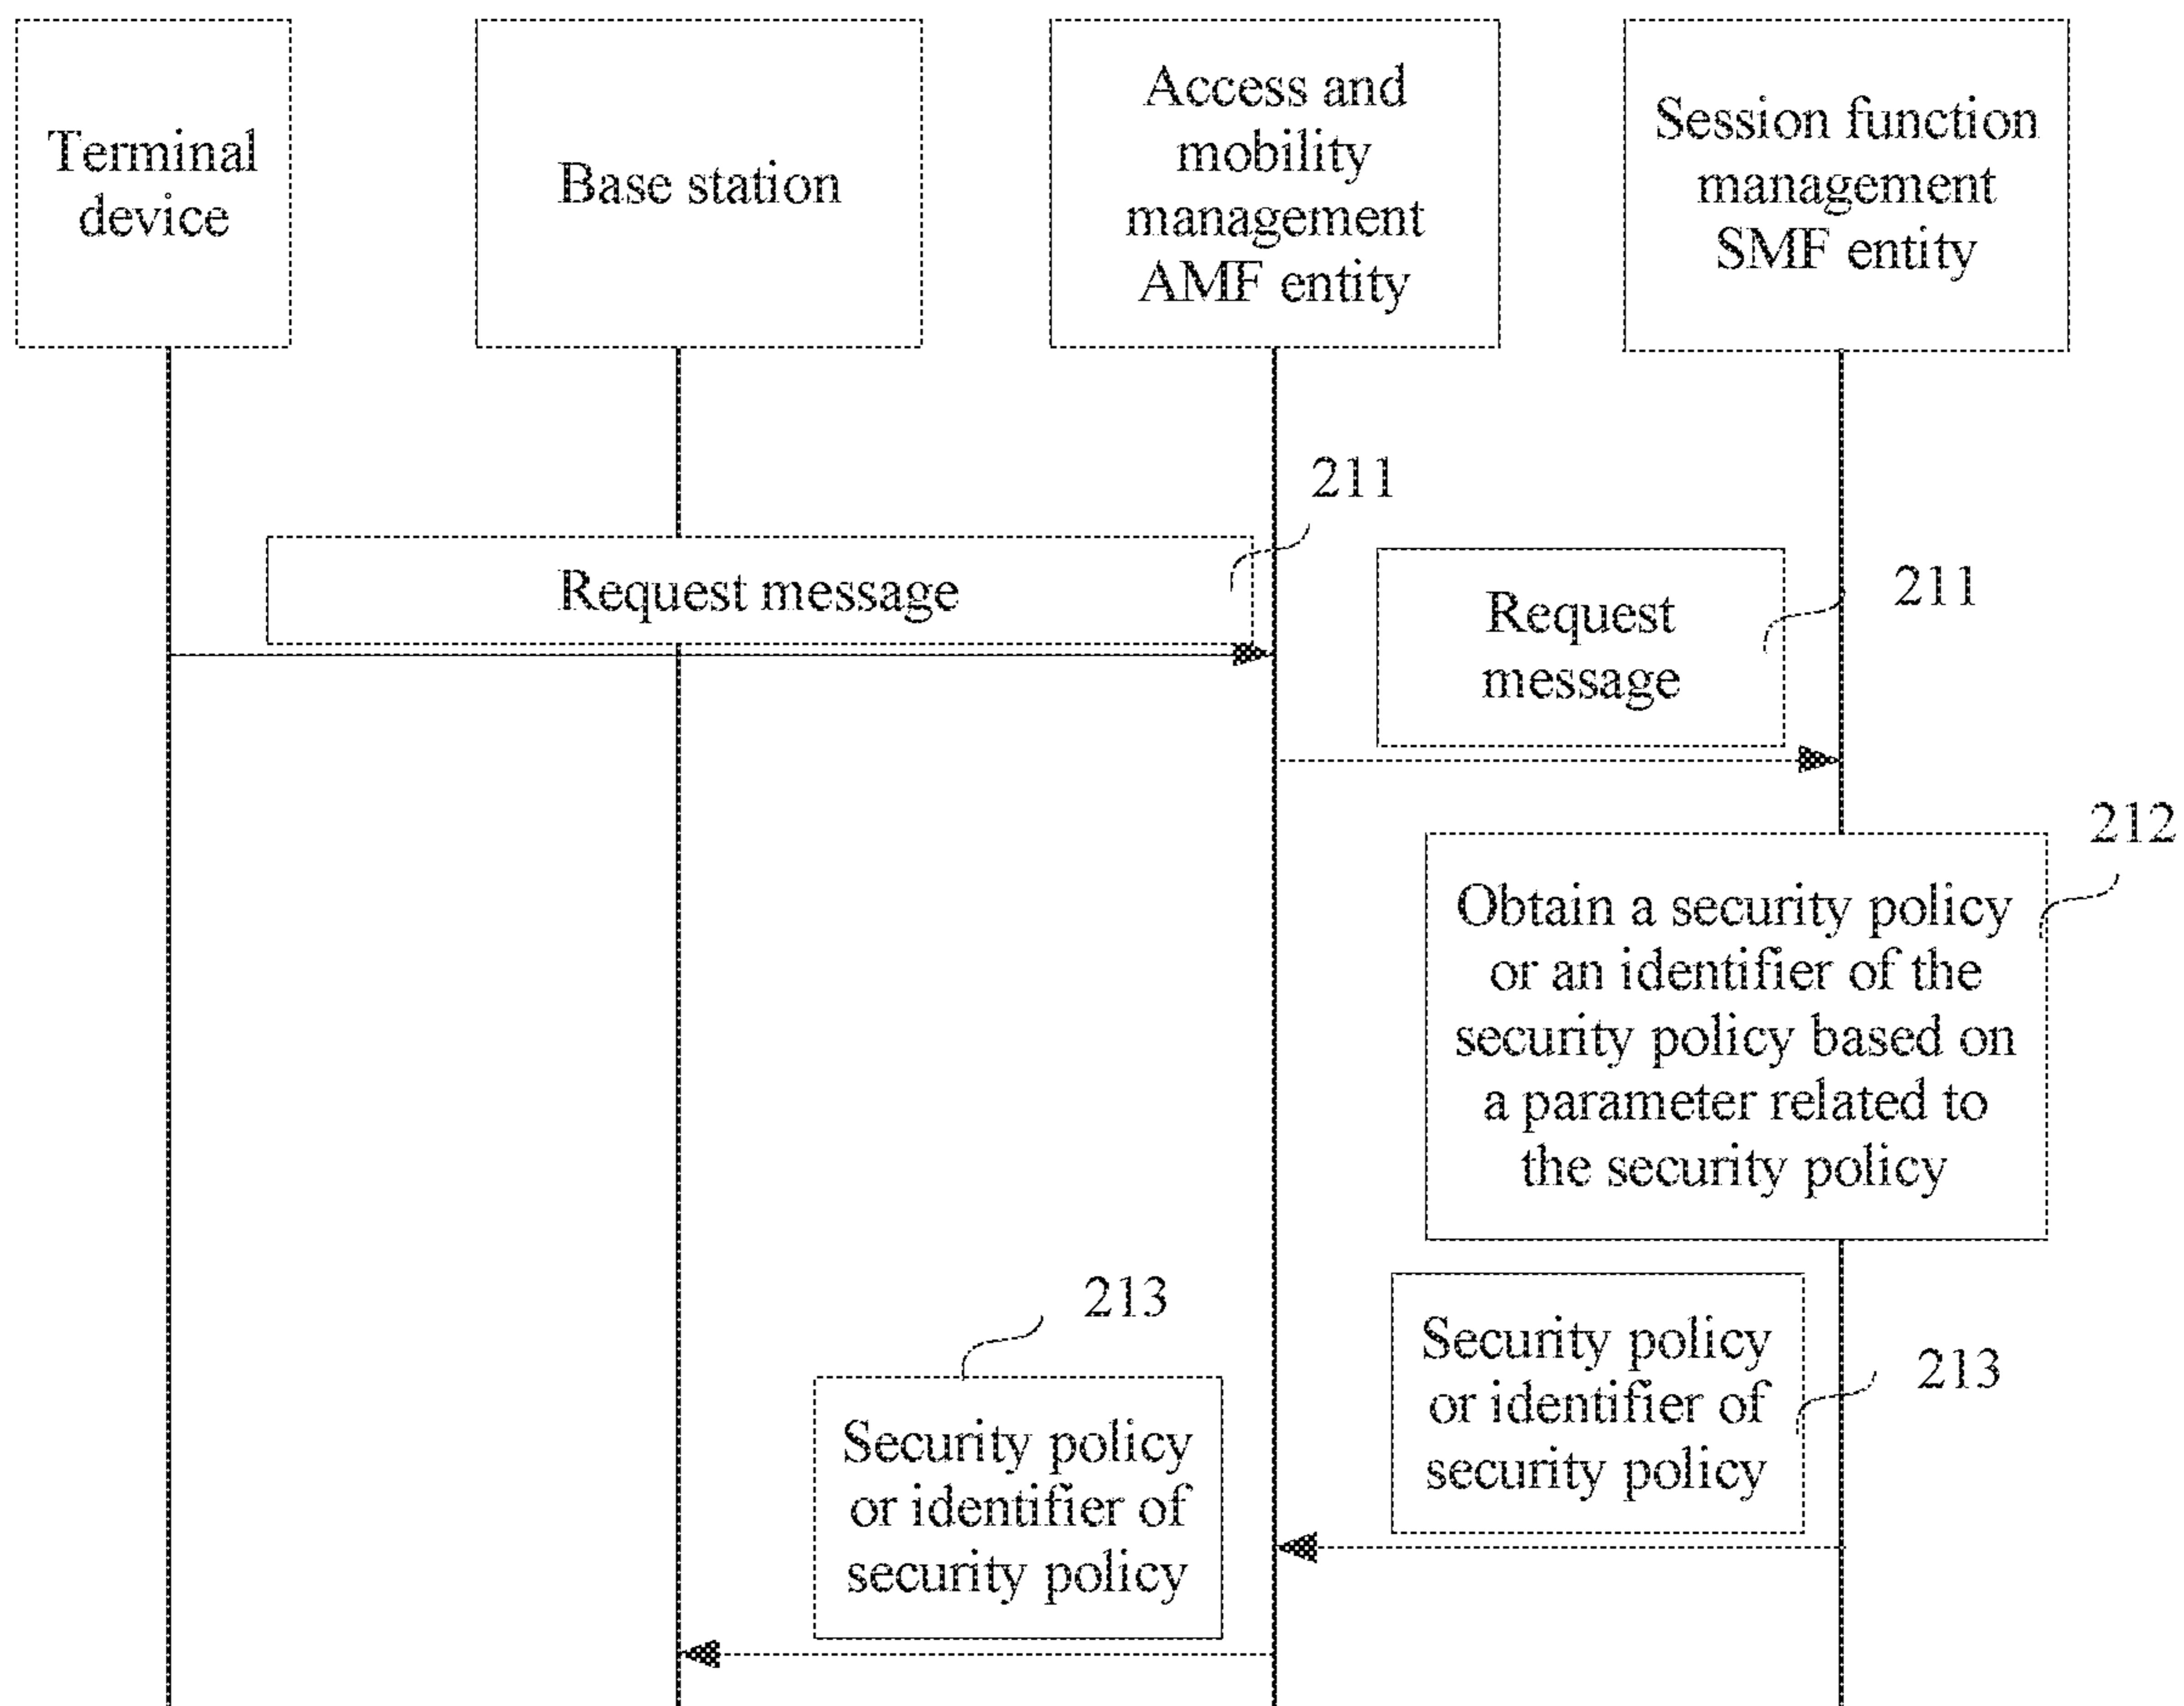 Terminal
device
Base station
Access and
mobility
management
AMF entity
Session function
management
SMF entity
211
Request message
211
Request
message
212
Obtain a security policy
or an identifier of the
security policy based on
a parameter related to
the security policy
213
Security policy
or identifier of
security policy
213
Security policy
or identifier of
security policy